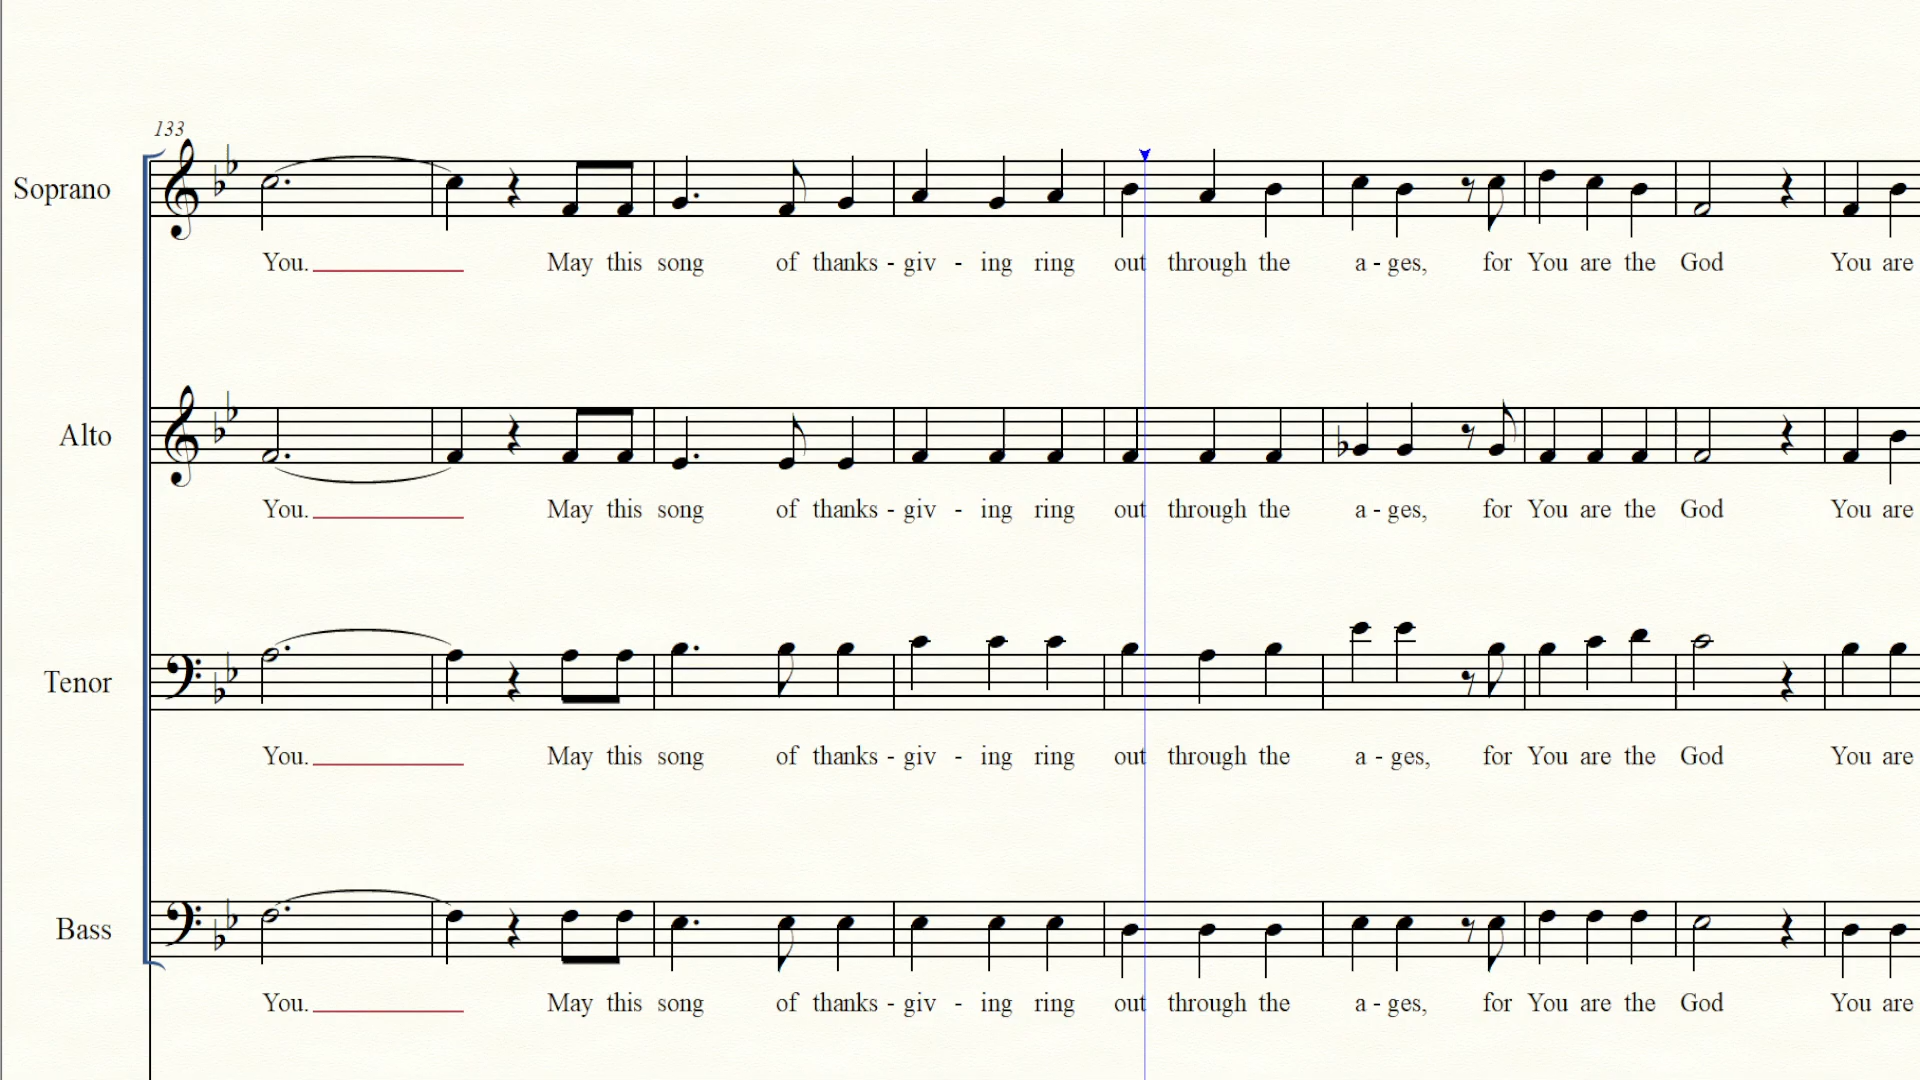 133
Soprano
You. May this song of thanks - giv - ing ring out through the a - ges, for You are the God You are
Alto
You. May this song of thanks - giv - ing ring out through the a - ges, for You are the God You are
Tenor
You. May this song of thanks - giv - ing ring out through the a - ges, for You are the God You are
Bass
You. May this song of thanks - giv - ing ring out through the a - ges, for You are the God You are